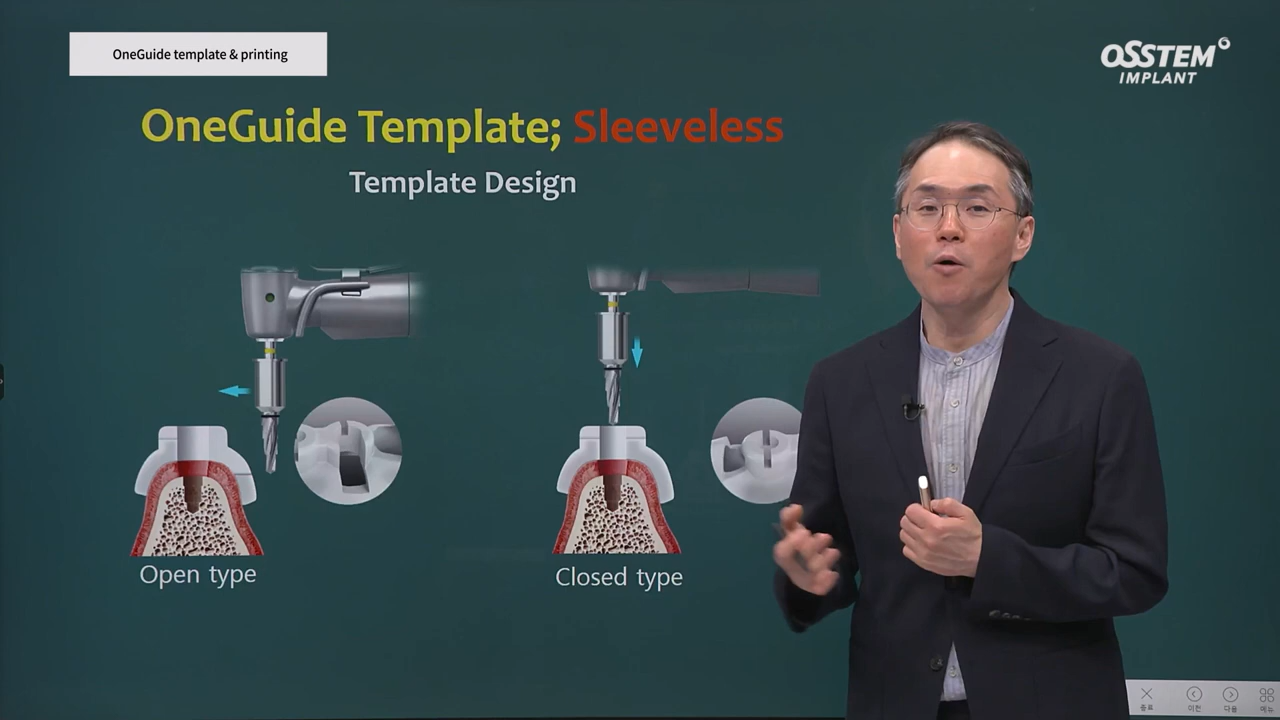 OneGuide template & printing
OSSTEM
IMPLANT
OneGuide Template; Sleeveless
Template Design
Open type
Closed type
종료
이전
다음
메뉴